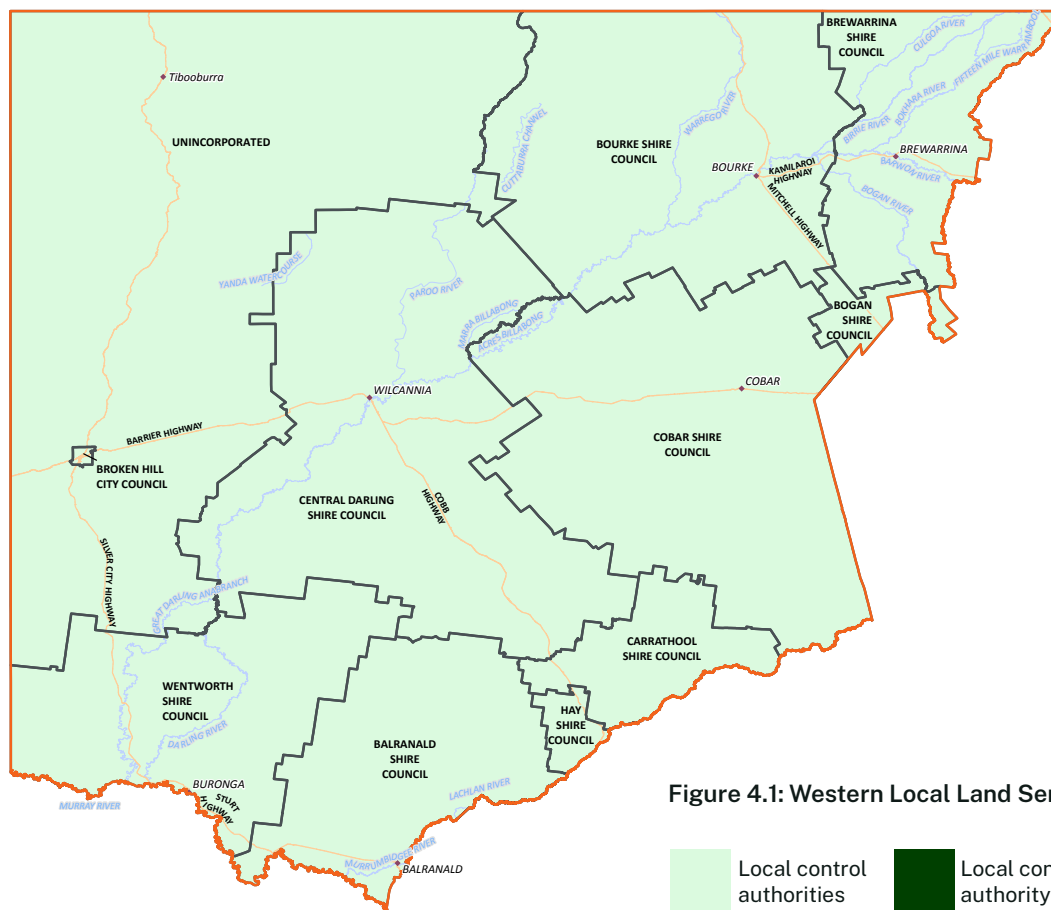 BREWARRINA
SHIRE
COUNCIL
CULGOA RIVER
FIFTEEN MILE WARRAMBOOL
BOKHARA RIVER
BIRRIE RIVER
Tibooburra
UNINCORPORATED
CUTTABURRA CHANNEL
WARREGO RIVER
BOURKE SHIRE
COUNCIL
BOURKE
KAMILAROI
HIGHWAY
BREWARRINA
BARWON RIVER
MITCHELL HIGHWAY
BOGAN RIVER
YANDA WATERCOURSE
PAROO RIVER
MARRA BILLABONG
ACRES BILLABONG
BOGAN
SHIRE
COUNCIL
WILCANNIA
COBAR
BARRIER HIGHWAY
COBAR SHIRE
COUNCIL
BROKEN HILL
CITY COUNCIL
CENTRAL DARLING
SHIRE COUNCIL
COBB
HIGHWAY
SILVER CITY HIGHWAY
GREAT DARLING ANABRANCH
CARRATHOOL
SHIRE COUNCIL
WENTWORTH
SHIRE
COUNCIL
DARLING RIVER
HAY
SHIRE
COUNCIL
BALRANALD
SHIRE
COUNCIL
BURONGA
LACHLAN RIVER
MURRAY RIVER
STURT
HIGHWAY
MURRUMBIDGEE RIVER
BALRANALD
Figure 4.1: Western Local Land Ser
Local control
authorities
Local con
authority